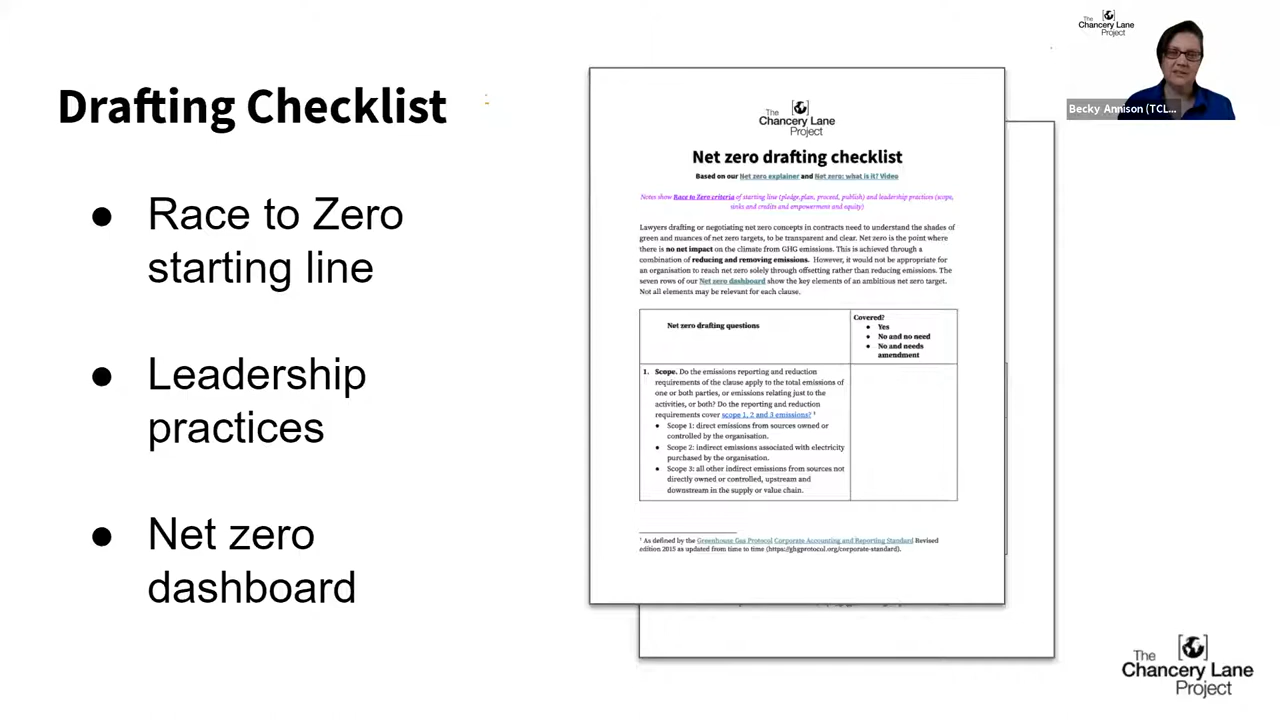 The
Chancery Lane
Project
Becky Annison (TCL...
Drafting Checklist
● Race to Zero
starting line
● Leadership
practices
● Net zero
dashboard
The
Chancery Lane
Project
Net zero drafting checklist
Based on our Net zero explainer and Net zero: what is it? Video
Notes show Race to Zero criteria of starting line (pledge,plan, proceed, publish) and leadership practices (scope,
sinks and credits and empowerment and equity)
Lawyers drafting or negotiating net zero concepts in contracts need to understand the shades of
green and nuances of net zero targets, to be transparent and clear. Net zero is the point where
there is no net impact on the climate from GHG emissions. This is achieved through a
combination of reducing and removing emissions. However, it would not be appropriate for
an organisation to reach net zero solely through offsetting rather than reducing emissions. The
seven rows of our Net zero dashboard show the key elements of an ambitious net zero target.
Not all elements may be relevant for each clause.
Net zero drafting questions
Covered?
● Yes
● No and no need
● No and needs
amendment
1. Scope. Do the emissions reporting and reduction
requirements of the clause apply to the total emissions of
one or both parties, or emissions relating just to the
activities, or both? Do the reporting and reduction
requirements cover scope 1, 2 and 3 emissions? ¹
● Scope 1: direct emissions from sources owned or
controlled by the organisation.
● Scope 2: indirect emissions associated with electricity
purchased by the organisation.
● Scope 3: all other indirect emissions from sources not
directly owned or controlled, upstream and
downstream in the supply or value chain.
¹ As defined by the Greenhouse Gas Protocol Corporate Accounting and Reporting Standard Revised
edition 2015 as updated from time to time (https://ghgprotocol.org/corporate-standard).
The
Chancery Lane
Project